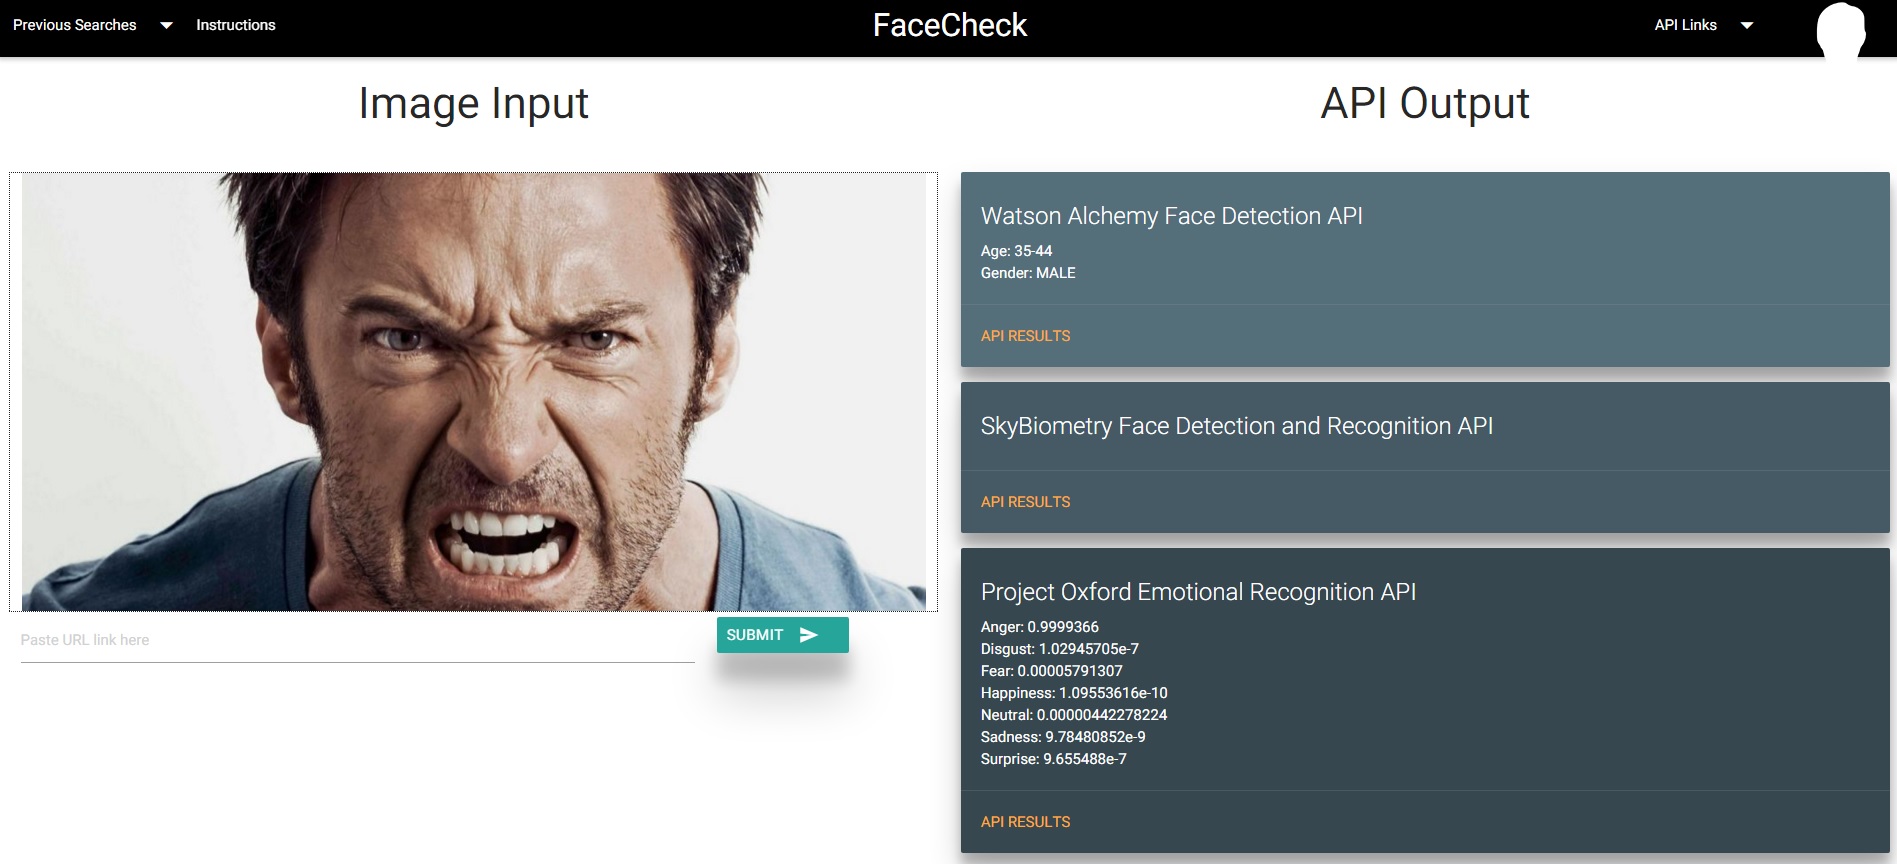 Previous Searches
Instructions
FaceCheck
API Links
Image Input
API Output
Watson Alchemy Face Detection API
Age: 35-44
Gender: MALE
API RESULTS
SkyBiometry Face Detection and Recognition API
API RESULTS
Project Oxford Emotional Recognition API
Anger: 0.9999366
Disgust: 1.02945705e-7
Fear: 0.00005791307
Happiness: 1.09553616e-10
Neutral: 0.00000442278224
Sadness: 9.78480852e-9
Surprise: 9.655488e-7
API RESULTS
Paste URL link here
SUBMIT